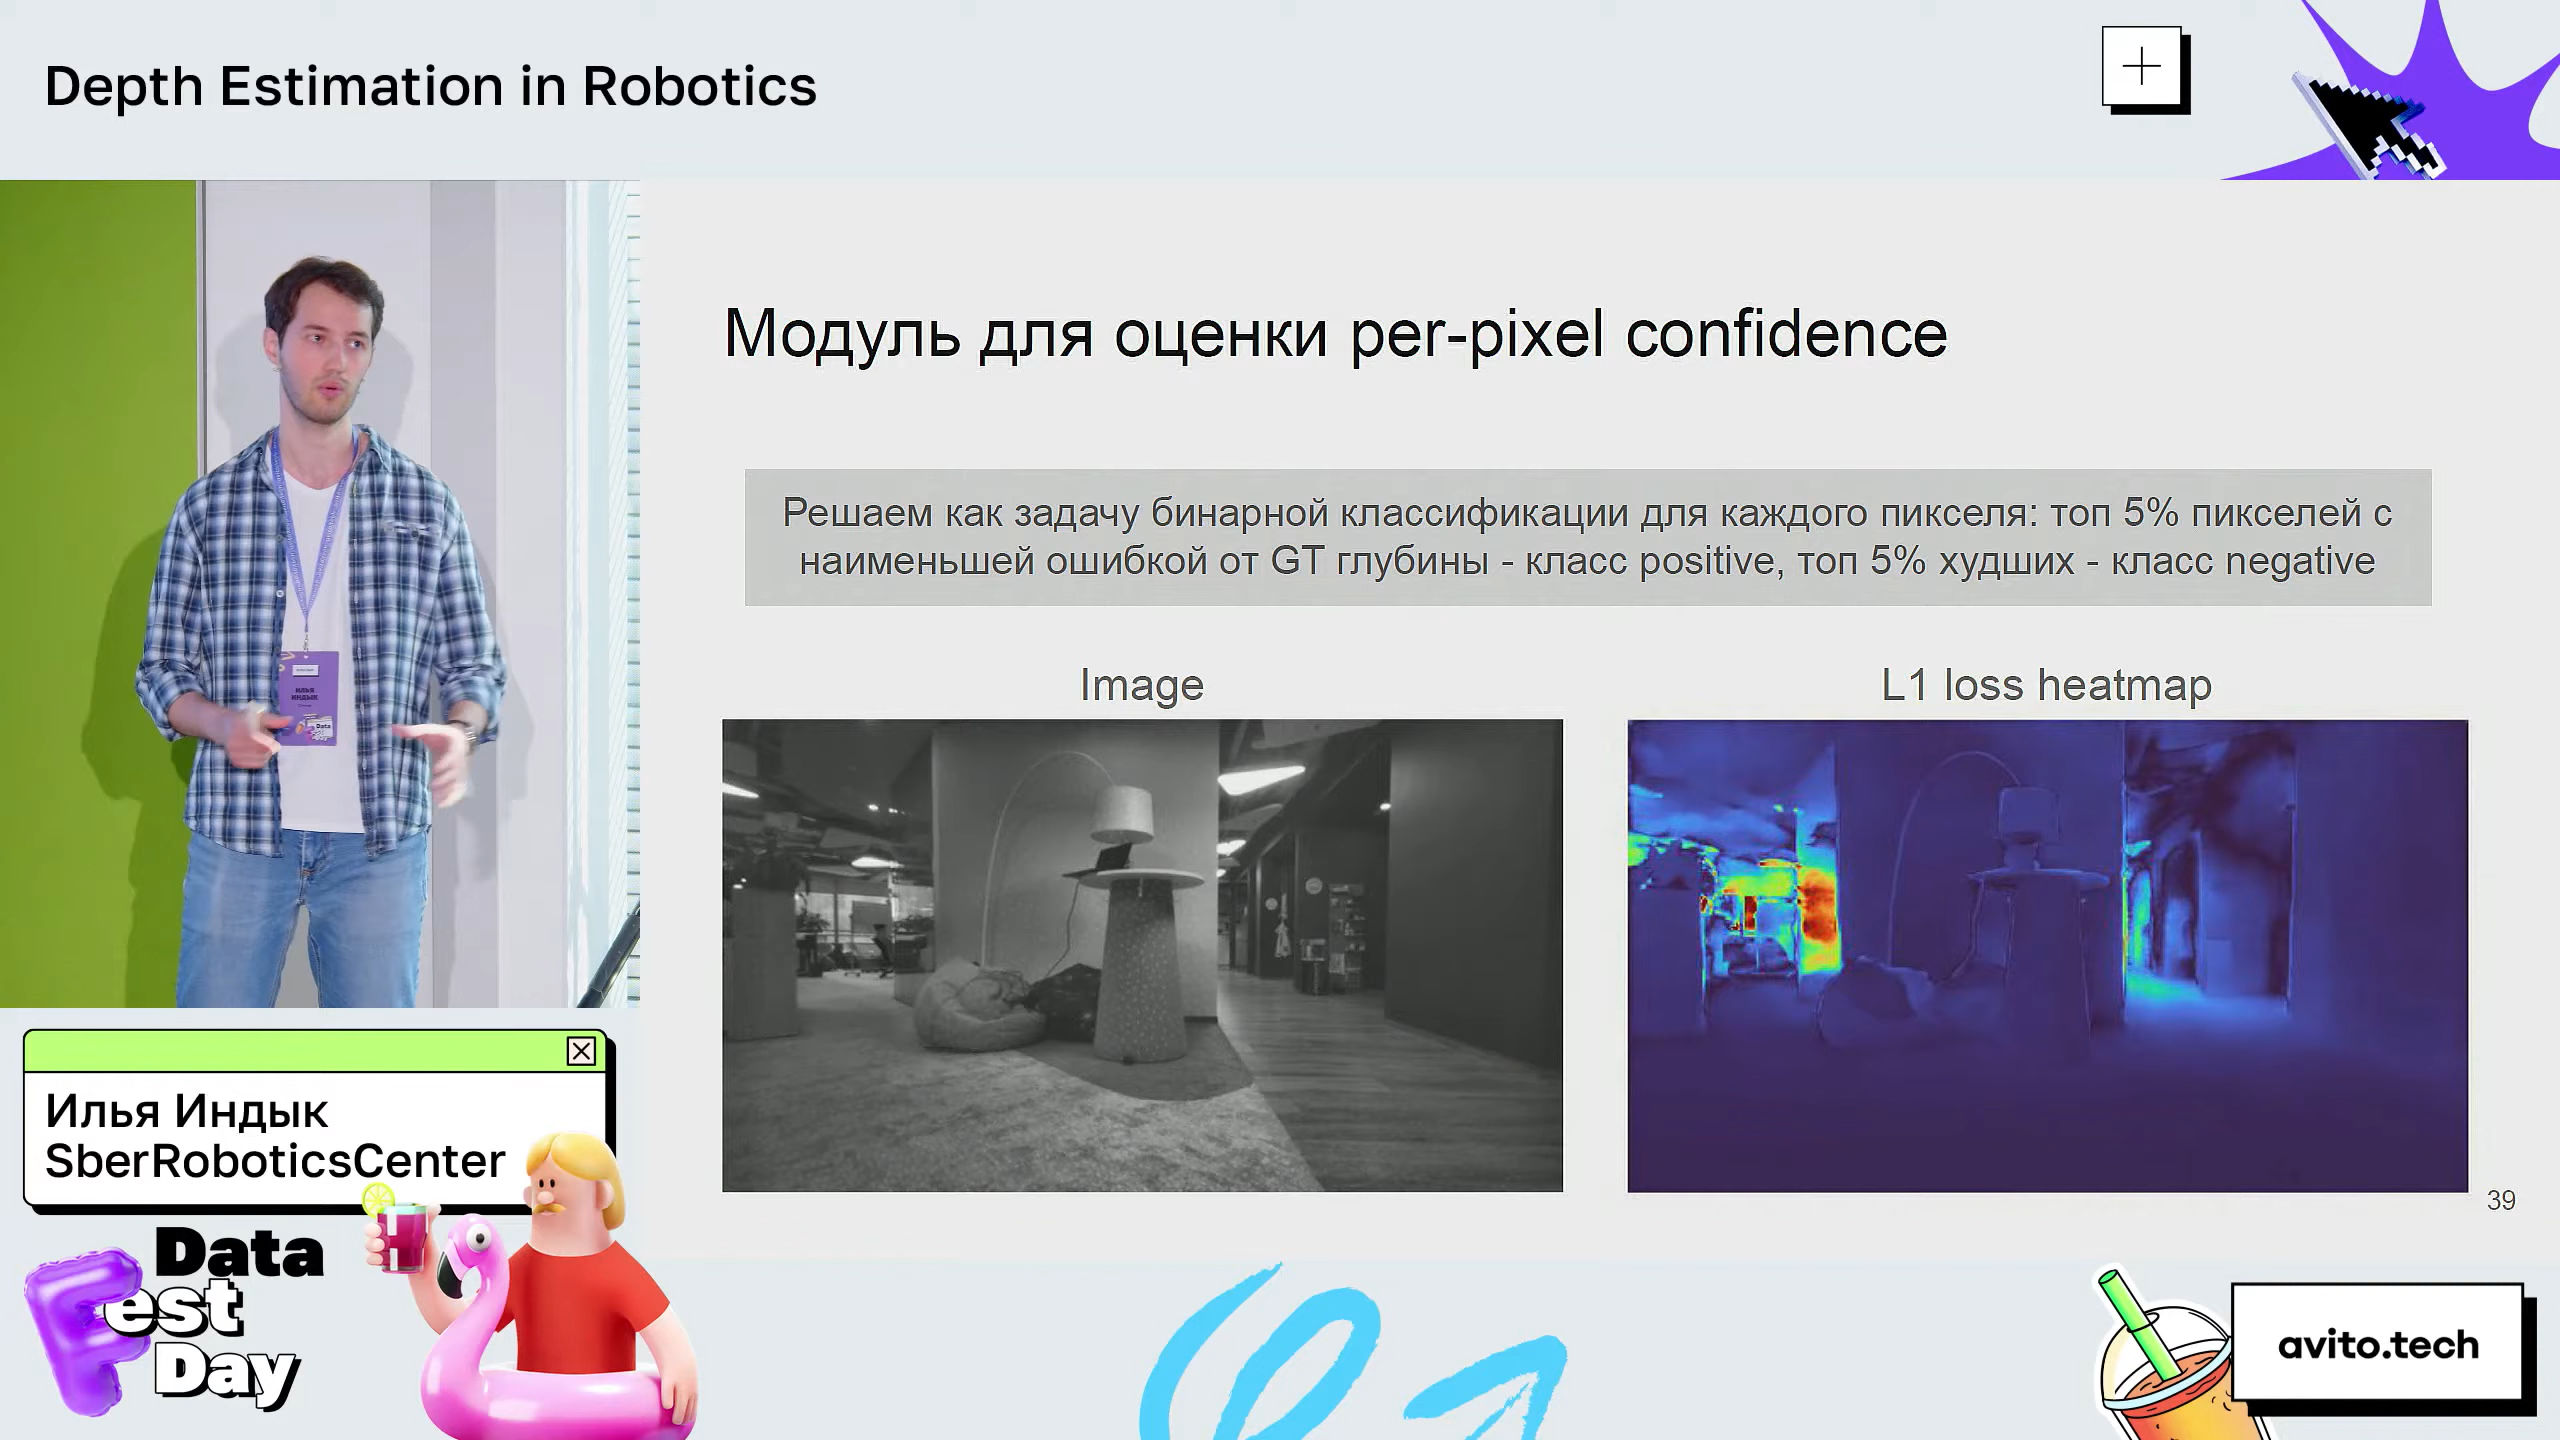 Depth Estimation in Robotics
Модуль для оценки per-pixel confidence
Решаем как задачу бинарной классификации для каждого пикселя: топ 5% пикселей с
наименьшей ошибкой от GT глубины - класс positive, топ 5% худших - класс negative
Image
L1 loss heatmap
39
ИЛЬЯ
ИНДЫК
Илья Индык
SberRoboticsCenter
Data
Fest
Day
avito.tech